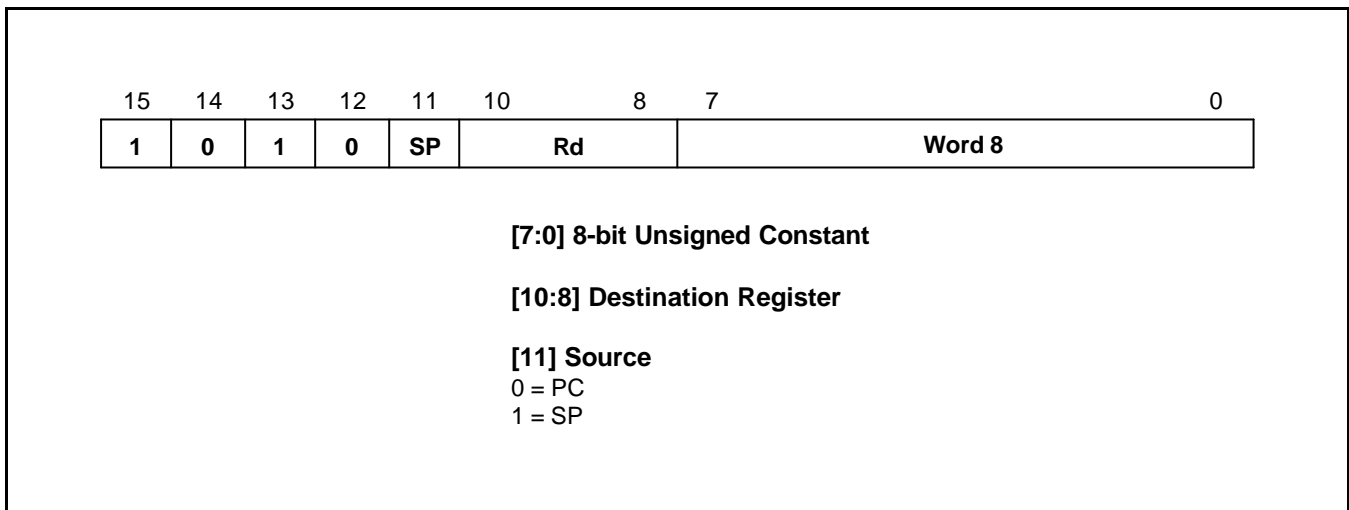 15 14 13 12 11 10 8 7 0
1 0 1 0 SP Rd Word 8
[7:0] 8-bit Unsigned Constant
[10:8] Destination Register
[11] Source
0 = PC
1 = SP